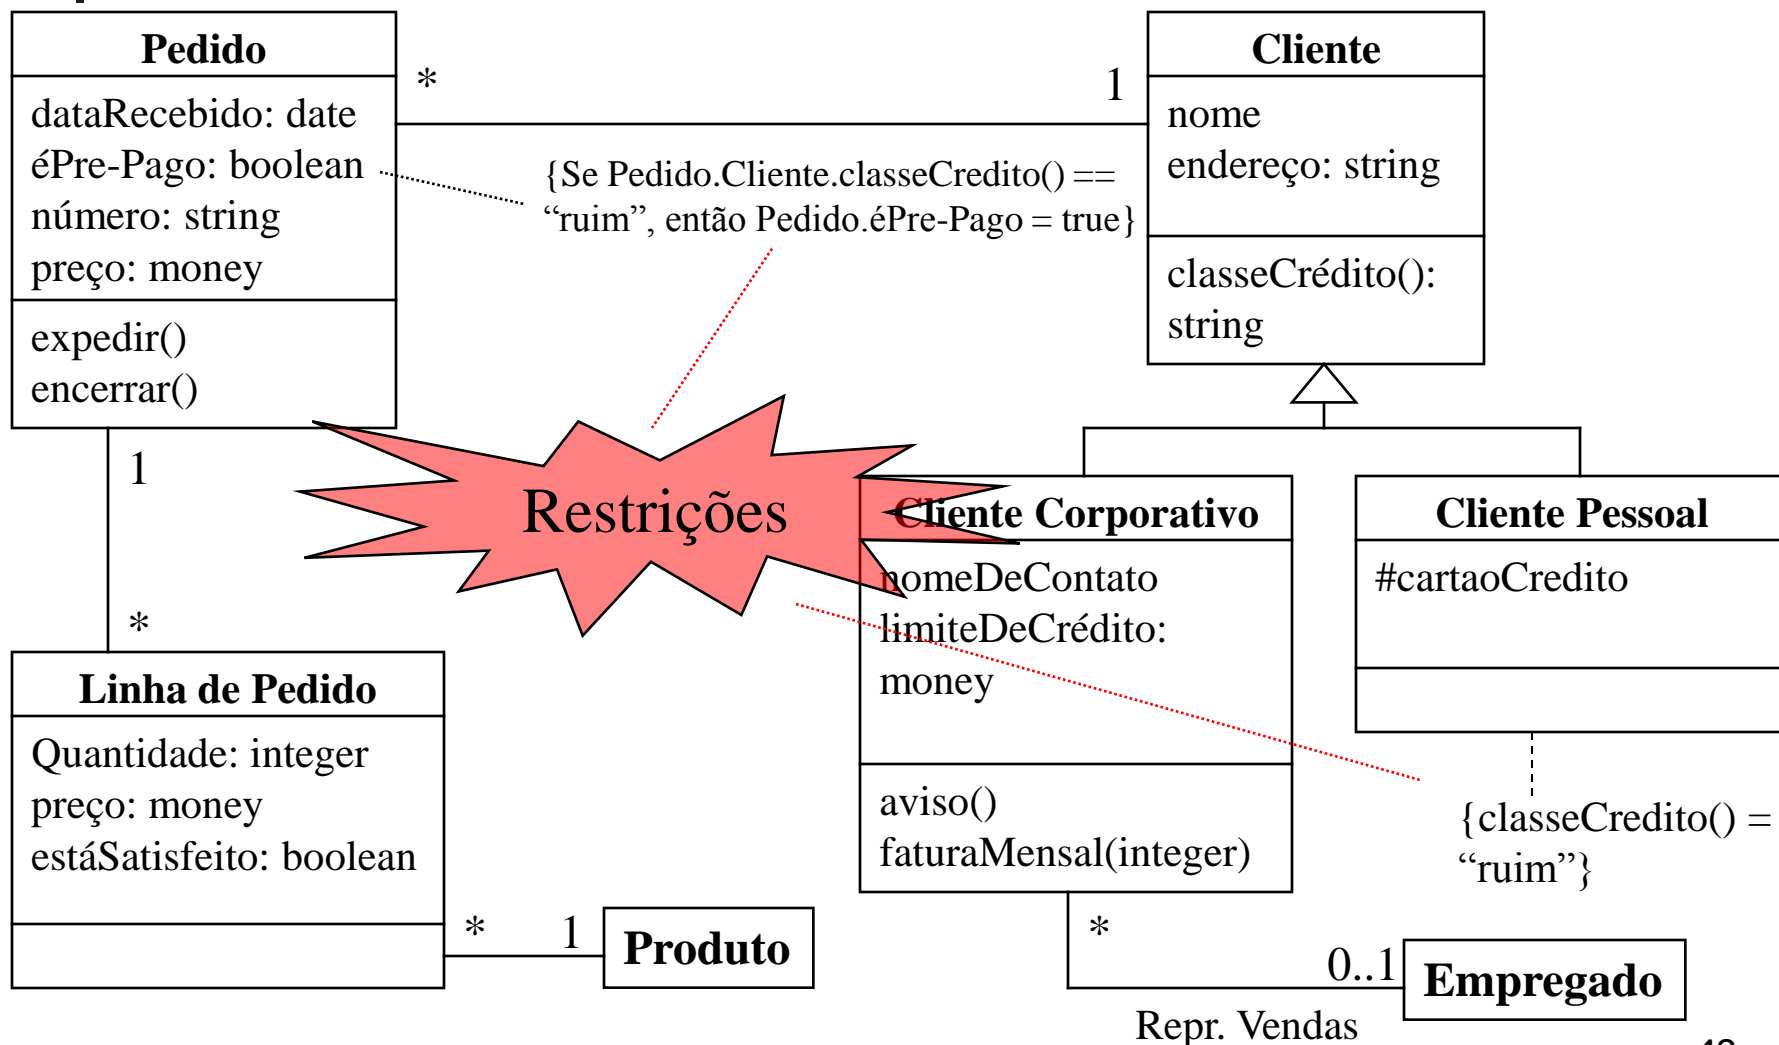 Pedido
dataRecebido: date
éPre-Pago: boolean
número: string
preço: money
expedir()
encerrar()
*
1
{Se Pedido.Cliente.classeCredito() ==
“ruim”, então Pedido.éPre-Pago = true}
Cliente
nome
endereço: string
classeCrédito():
string
1
*
Restrições
Cliente Corporativo
nomeDeContato
limiteDeCrédito:
money
aviso()
faturaMensal(integer)
Cliente Pessoal
#cartaoCredito
{classeCredito() =
“ruim”}
Linha de Pedido
Quantidade: integer
preço: money
estáSatisfeito: boolean
*
1
Produto
*
0..1
Empregado
Repr. Vendas